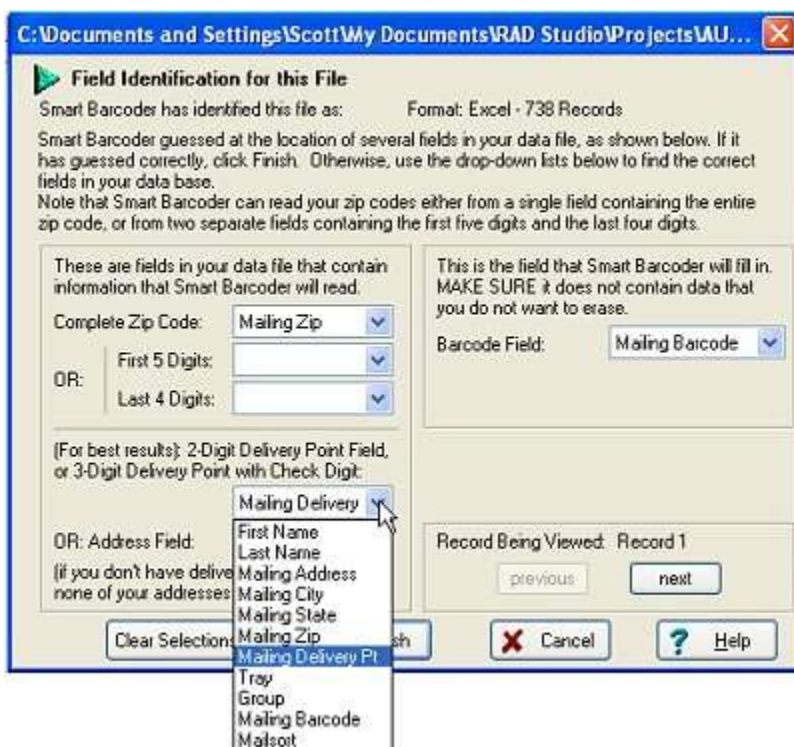 C:\Documents and Settings\Scott\My Documents\RAD Studio\Projects\AU...
Field Identification for this File
Smart Barcoder has identified this file as: Format: Excel - 738 Records
Smart Barcoder guessed at the location of several fields in your data file, as shown below. If it
has guessed correctly, click Finish. Otherwise, use the drop-down lists below to find the correct
fields in your data base.
Note that Smart Barcoder can read your zip codes either from a single field containing the entire
zip code, or from two separate fields containing the first five digits and the last four digits.
These are fields in your data file that contain
information that Smart Barcoder will read.
Complete Zip Code: Mailing Zip
OR:
First 5 Digits:
Last 4 Digits:
This is the field that Smart Barcoder will fill in.
MAKE SURE it does not contain data that
you do not want to erase.
Barcode Field: Mailing Barcode
(For best results): 2-Digit Delivery Point Field,
or 3-Digit Delivery Point with Check Digit:
Mailing Delivery
OR: Address Field:
(if you don't have delive
none of your addresses
First Name
Last Name
Mailing Address
Mailing City
Mailing State
Mailing Zip
Mailing Delivery Pt
Tray
Group
Mailing Barcode
Mailsort
Record Being Viewed: Record 1
previous next
Clear Selection sh Cancel Help